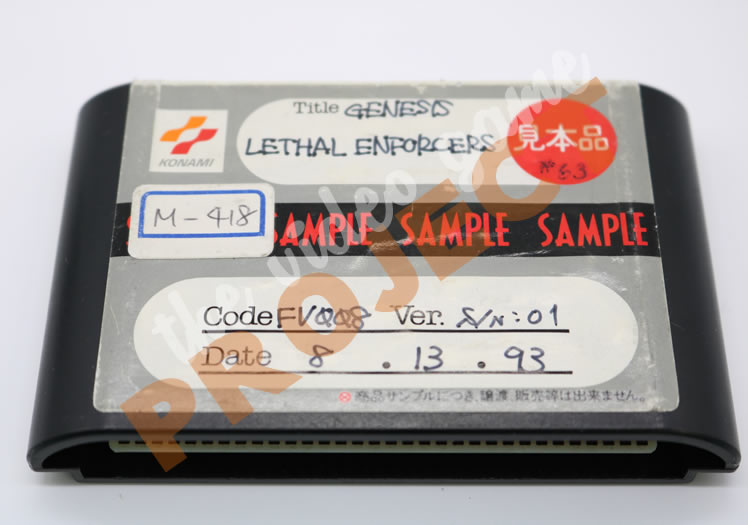 Title GENESIS
LETHAL ENFORCERS
見本品
*63
KONAMI
M-418
SAMPLE SAMPLE SAMPLE
Code FVQQ8 Ver. S/N:01
Date 8 . 13 . 93
商品サンプルにつき、譲渡、販売等は出来ません。
the video game
PROJECT